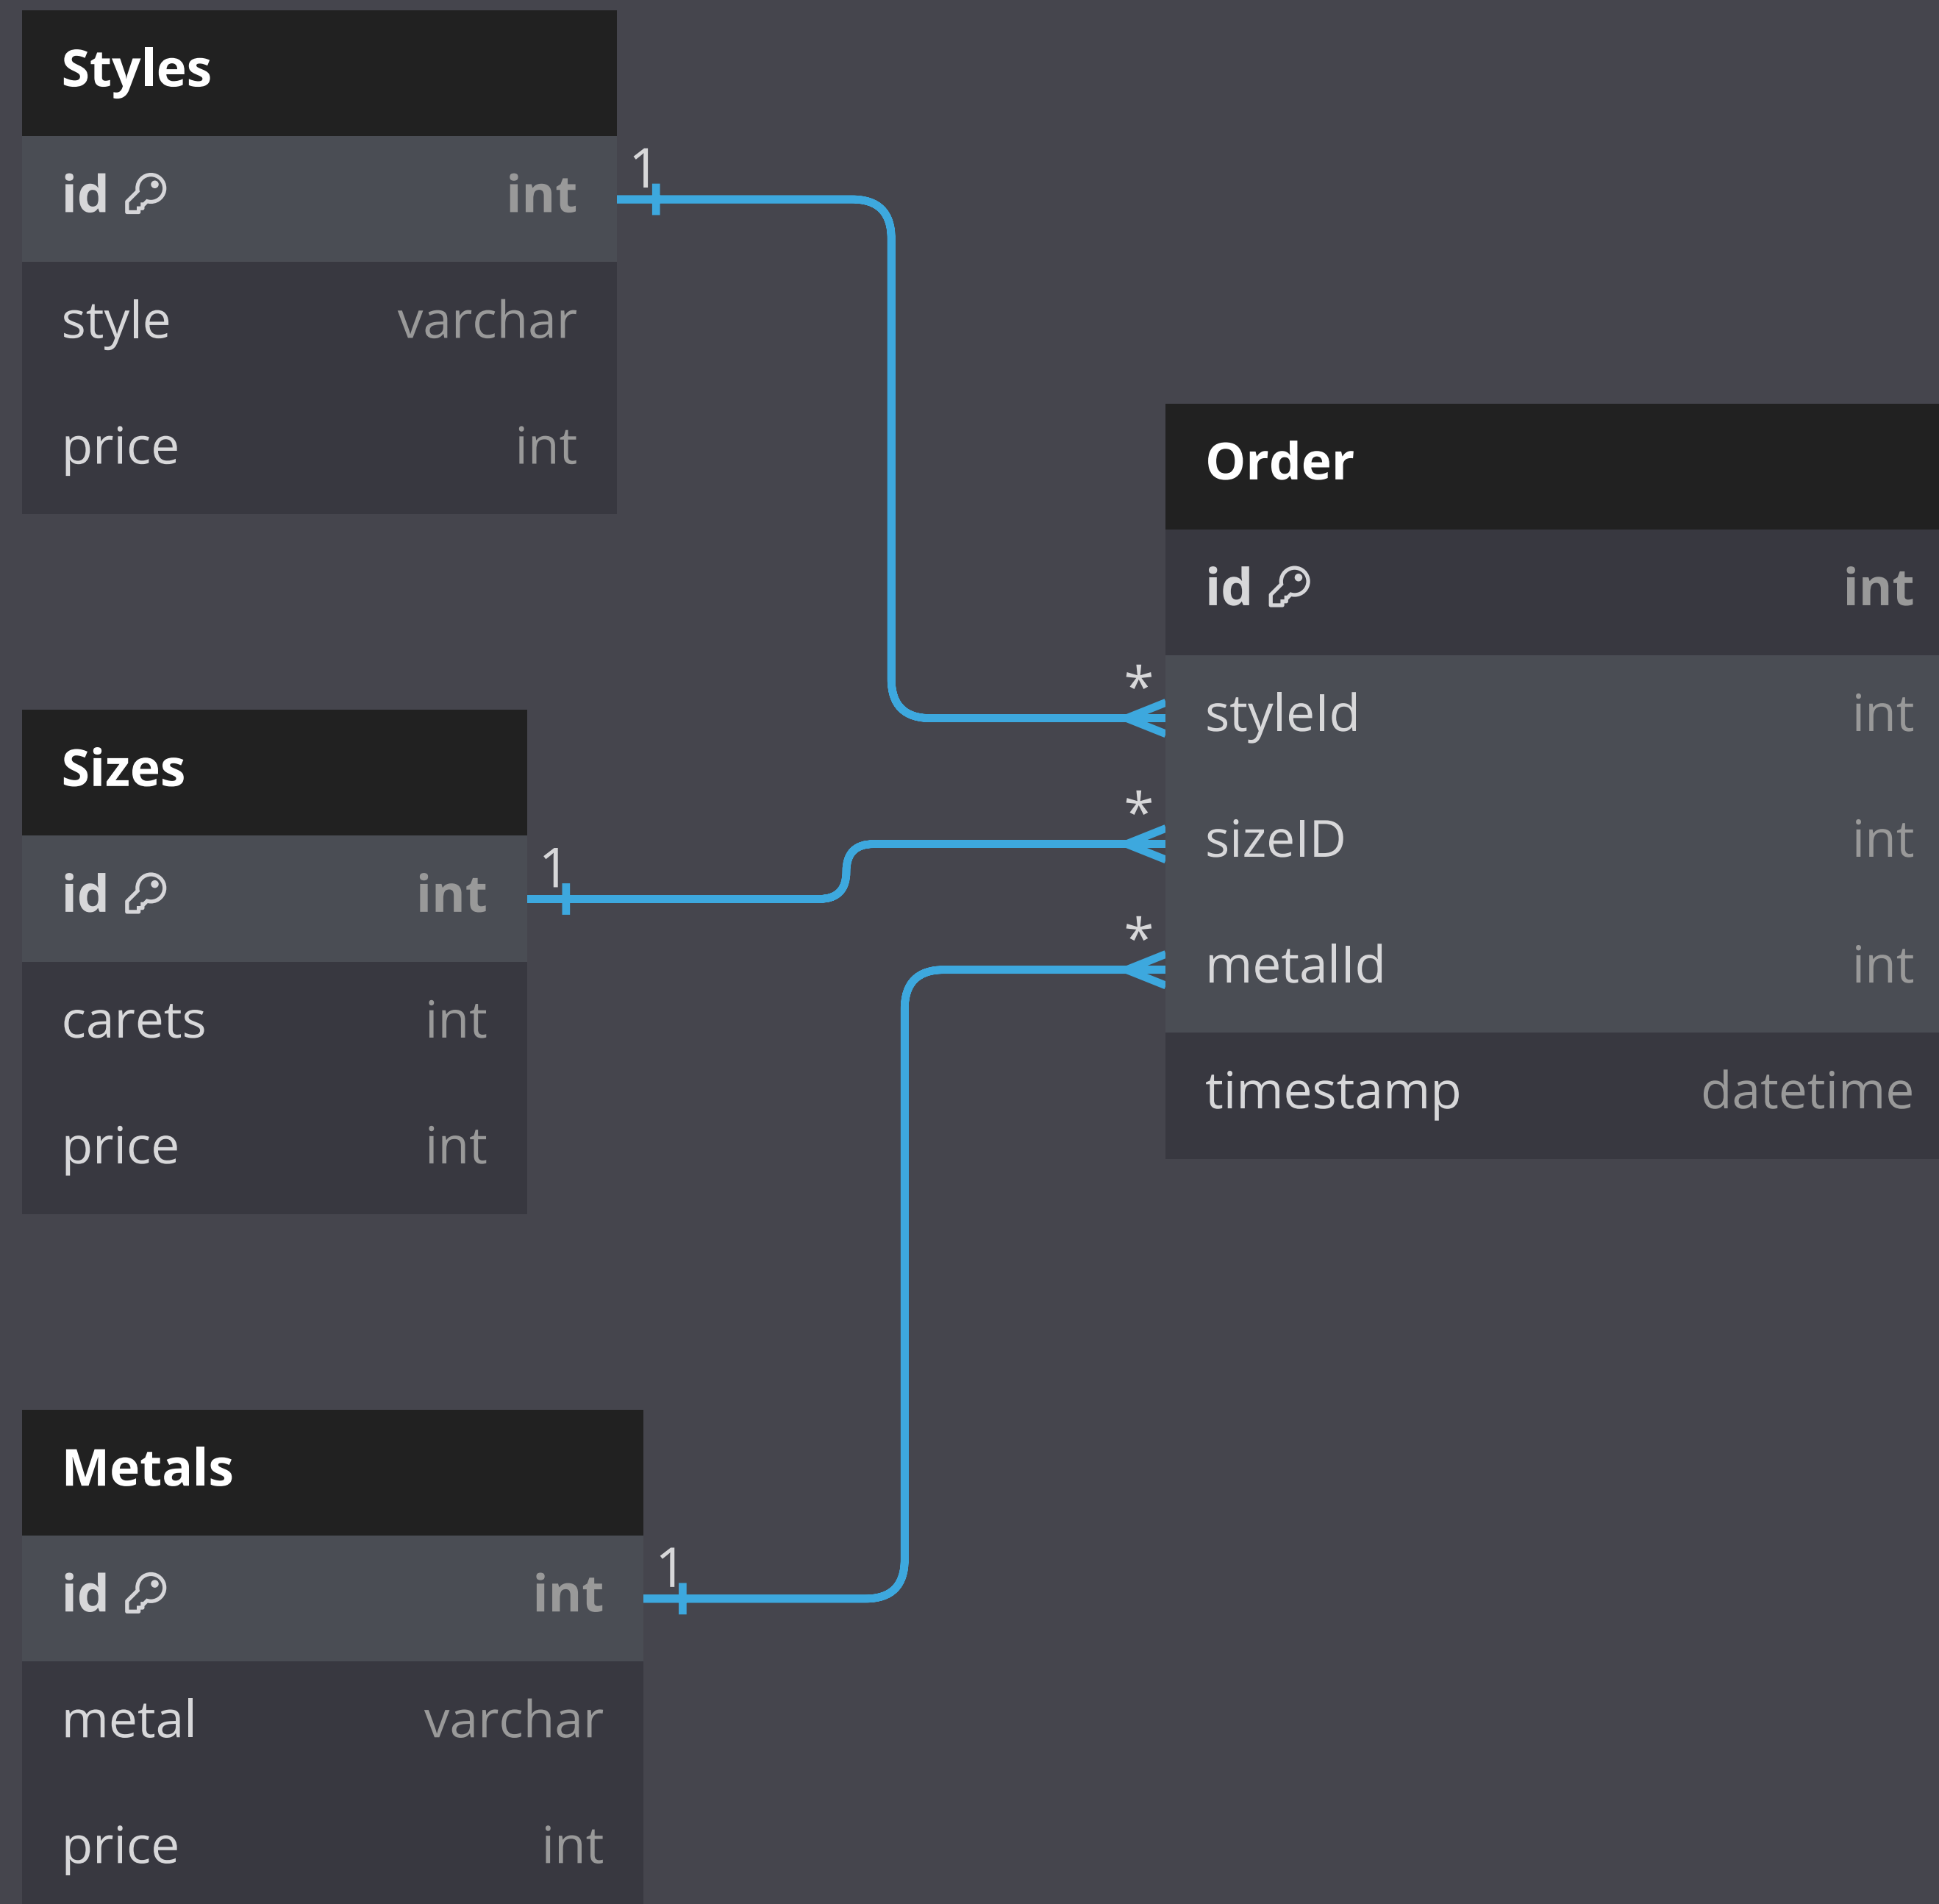 Styles
id int
style varchar
price int
1
Order
id int
* styleId int
* sizeID int
* metalId int
timestamp datetime
Sizes
id int
1
carets int
price int
Metals
id int
1
metal varchar
price int